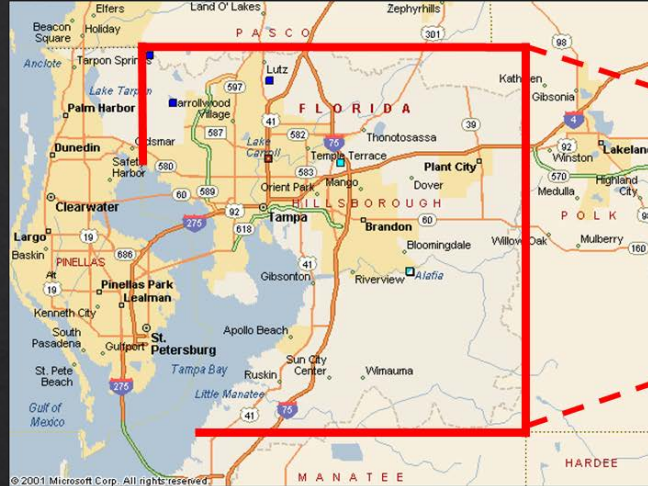 Elfers
Land O' Lakes
Zephyrhills
Beacon
Square
Holiday
PASCO
301
98
Anclote
Tarpon Springs
Lutz
Kathleen
Lake Tarpon
597
Gibsonia
Carrollwood
Village
FLORIDA
Palm Harbor
41
39
4
587
582
75
Thonotosassa
92
Lakeland
Dunedin
Oldsmar
Lake
Carroll
Temple Terrace
Winston
Safety
Harbor
580
583
Plant City
570
Highland
City
60
589
Orient Park
Mango
Dover
Medulla
Clearwater
92
HILLSBOROUGH
POLK
98
275
Tampa
60
Largo
19
618
Brandon
Willow Oak
Mulberry
160
Baskin
686
Bloomingdale
PINELLAS
41
Alt
19
Gibsonton
Riverview
Alafia
Pinellas Park
Lealman
Kenneth City
South
Pasadena
Gulfport
St.
Petersburg
Apollo Beach
St. Pete
Beach
Tampa Bay
Sun City
Center
Wimauma
275
Ruskin
Little Manatee
Gulf of
Mexico
41
75
HARDEE
© 2001 Microsoft Corp. All rights reserved.
MANATEE